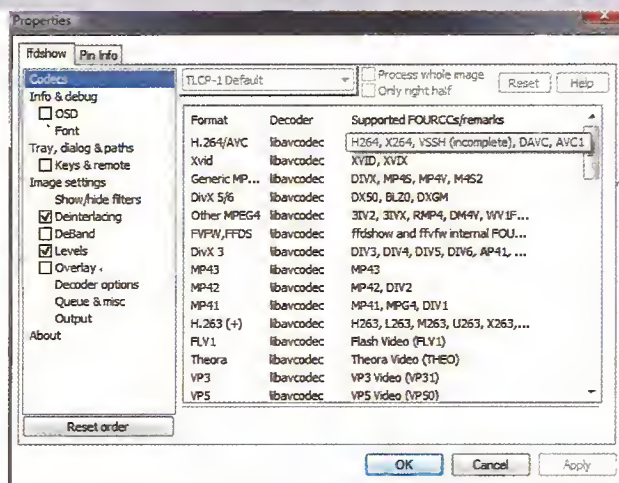 Properties
ffdshow Pin Info
Codecs
Info & debug
OSD
Font
Tray, dialog & paths
Keys & remote
Image settings
Show/hide filters
Deinterlacing
DeBand
Levels
Overlay
Decoder options
Queue & misc
Output
About
Reset order
TLCP-1 Default
Process whole image
Only right half
Reset
Help
Format Decoder Supported FOURCCs/remarks
H.264/AVC libavcodec H264, X264, VSSH (incomplete), DAVC, AVC1
Xvid libavcodec XVID, XVIX
Generic MP... libavcodec DIVX, MP4S, MP4V, M4S2
DivX 5/6 libavcodec DX50, BLZ0, DXGM
Other MPEG4 libavcodec 3IV2, 3IVX, RMP4, DM4V, WV1F...
FVFW,FFDS libavcodec ffdshow and ffvfw internal FOU...
DivX 3 libavcodec DIV3, DIV4, DIV5, DIV6, AP41, ...
MP43 libavcodec MP43
MP42 libavcodec MP42, DIV2
MP41 libavcodec MP41, MPG4, DIV1
H.263 (+) libavcodec H263, L263, M263, U263, X263,...
FLV1 libavcodec Flash Video (FLV1)
Theora libavcodec Theora Video (THEO)
VP3 libavcodec VP3 Video (VP31)
VP5 libavcodec VP5 Video (VP50)
OK
Cancel
Apply